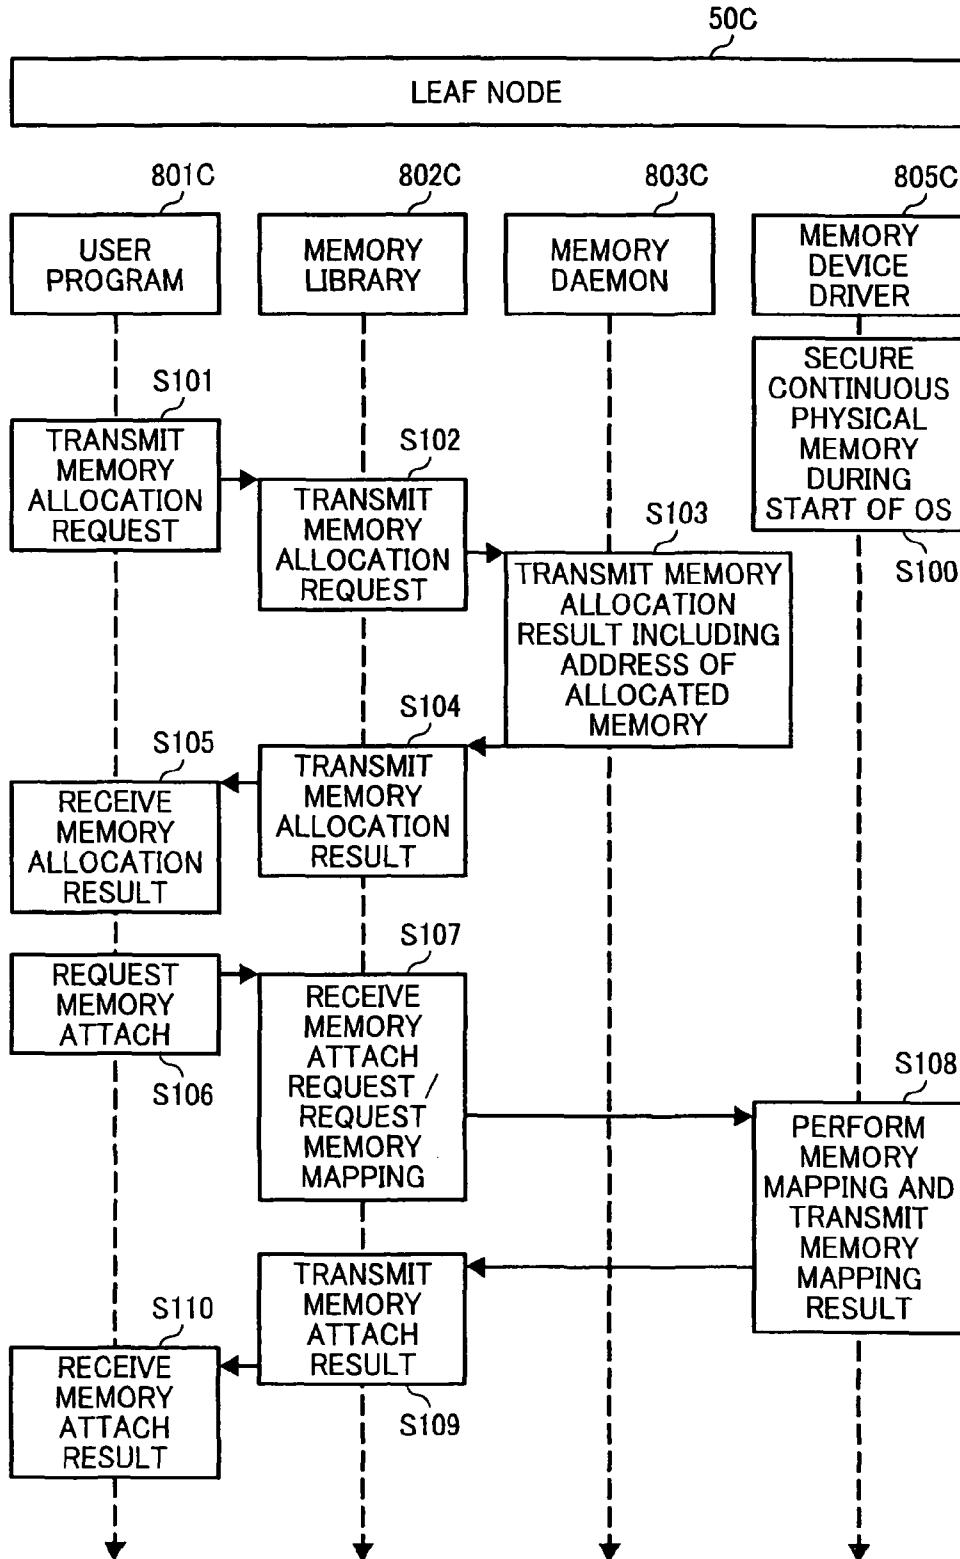 50C
LEAF NODE
801C
802C
803C
805C
USER
PROGRAM
MEMORY
LIBRARY
MEMORY
DAEMON
MEMORY
DEVICE
DRIVER
SECURE
CONTINUOUS
PHYSICAL
MEMORY
DURING
START OF OS
S100
S101
TRANSMIT
MEMORY
ALLOCATION
REQUEST
S102
TRANSMIT
MEMORY
ALLOCATION
REQUEST
S103
TRANSMIT MEMORY
ALLOCATION
RESULT INCLUDING
ADDRESS OF
ALLOCATED
MEMORY
S104
TRANSMIT
MEMORY
ALLOCATION
RESULT
S105
RECEIVE
MEMORY
ALLOCATION
RESULT
REQUEST
MEMORY
ATTACH
S106
S107
RECEIVE
MEMORY
ATTACH
REQUEST /
REQUEST
MEMORY
MAPPING
S108
PERFORM
MEMORY
MAPPING AND
TRANSMIT
MEMORY
MAPPING
RESULT
TRANSMIT
MEMORY
ATTACH
RESULT
S109
S110
RECEIVE
MEMORY
ATTACH
RESULT